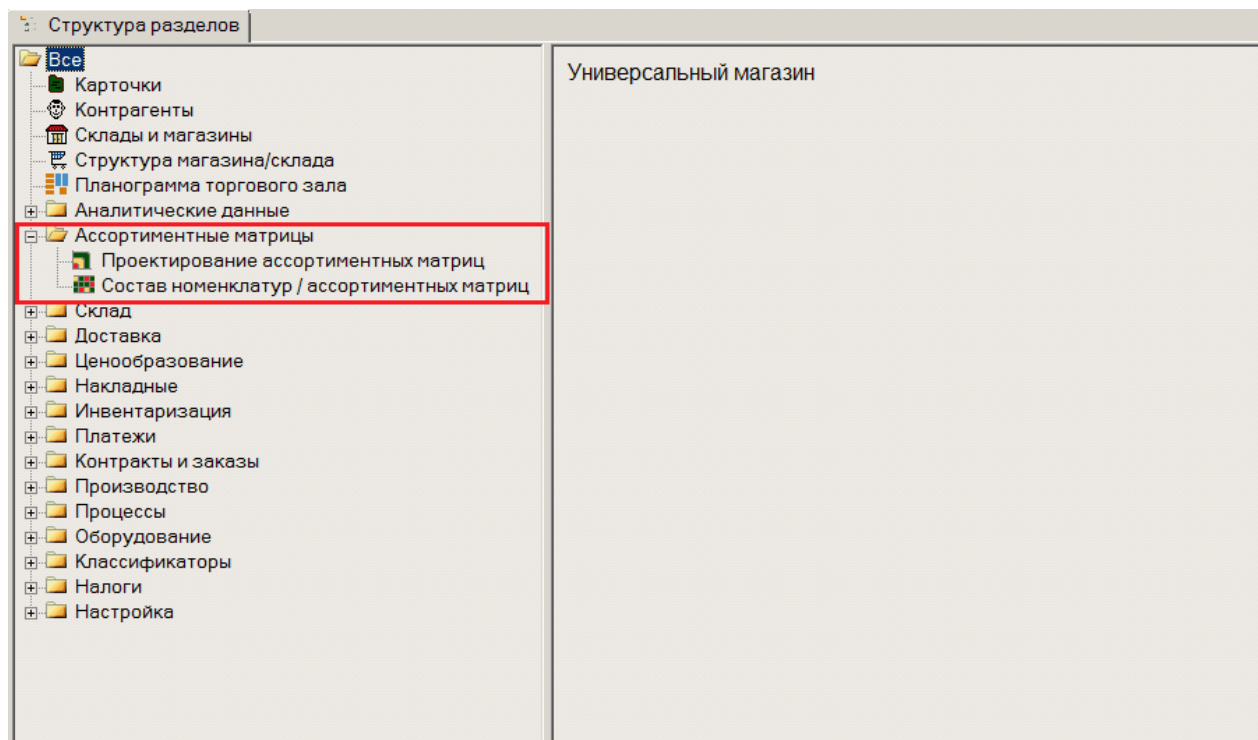 Структура разделов
Все
Универсальный магазин
Карточки
Контрагенты
Склады и магазины
Структура магазина/склада
Планограмма торгового зала
Аналитические данные
Ассортиментные матрицы
Проектирование ассортиментных матриц
Состав номенклатур / ассортиментных матриц
Склад
Доставка
Ценообразование
Накладные
Инвентаризация
Платежи
Контракты и заказы
Производство
Процессы
Оборудование
Классификаторы
Налоги
Настройка